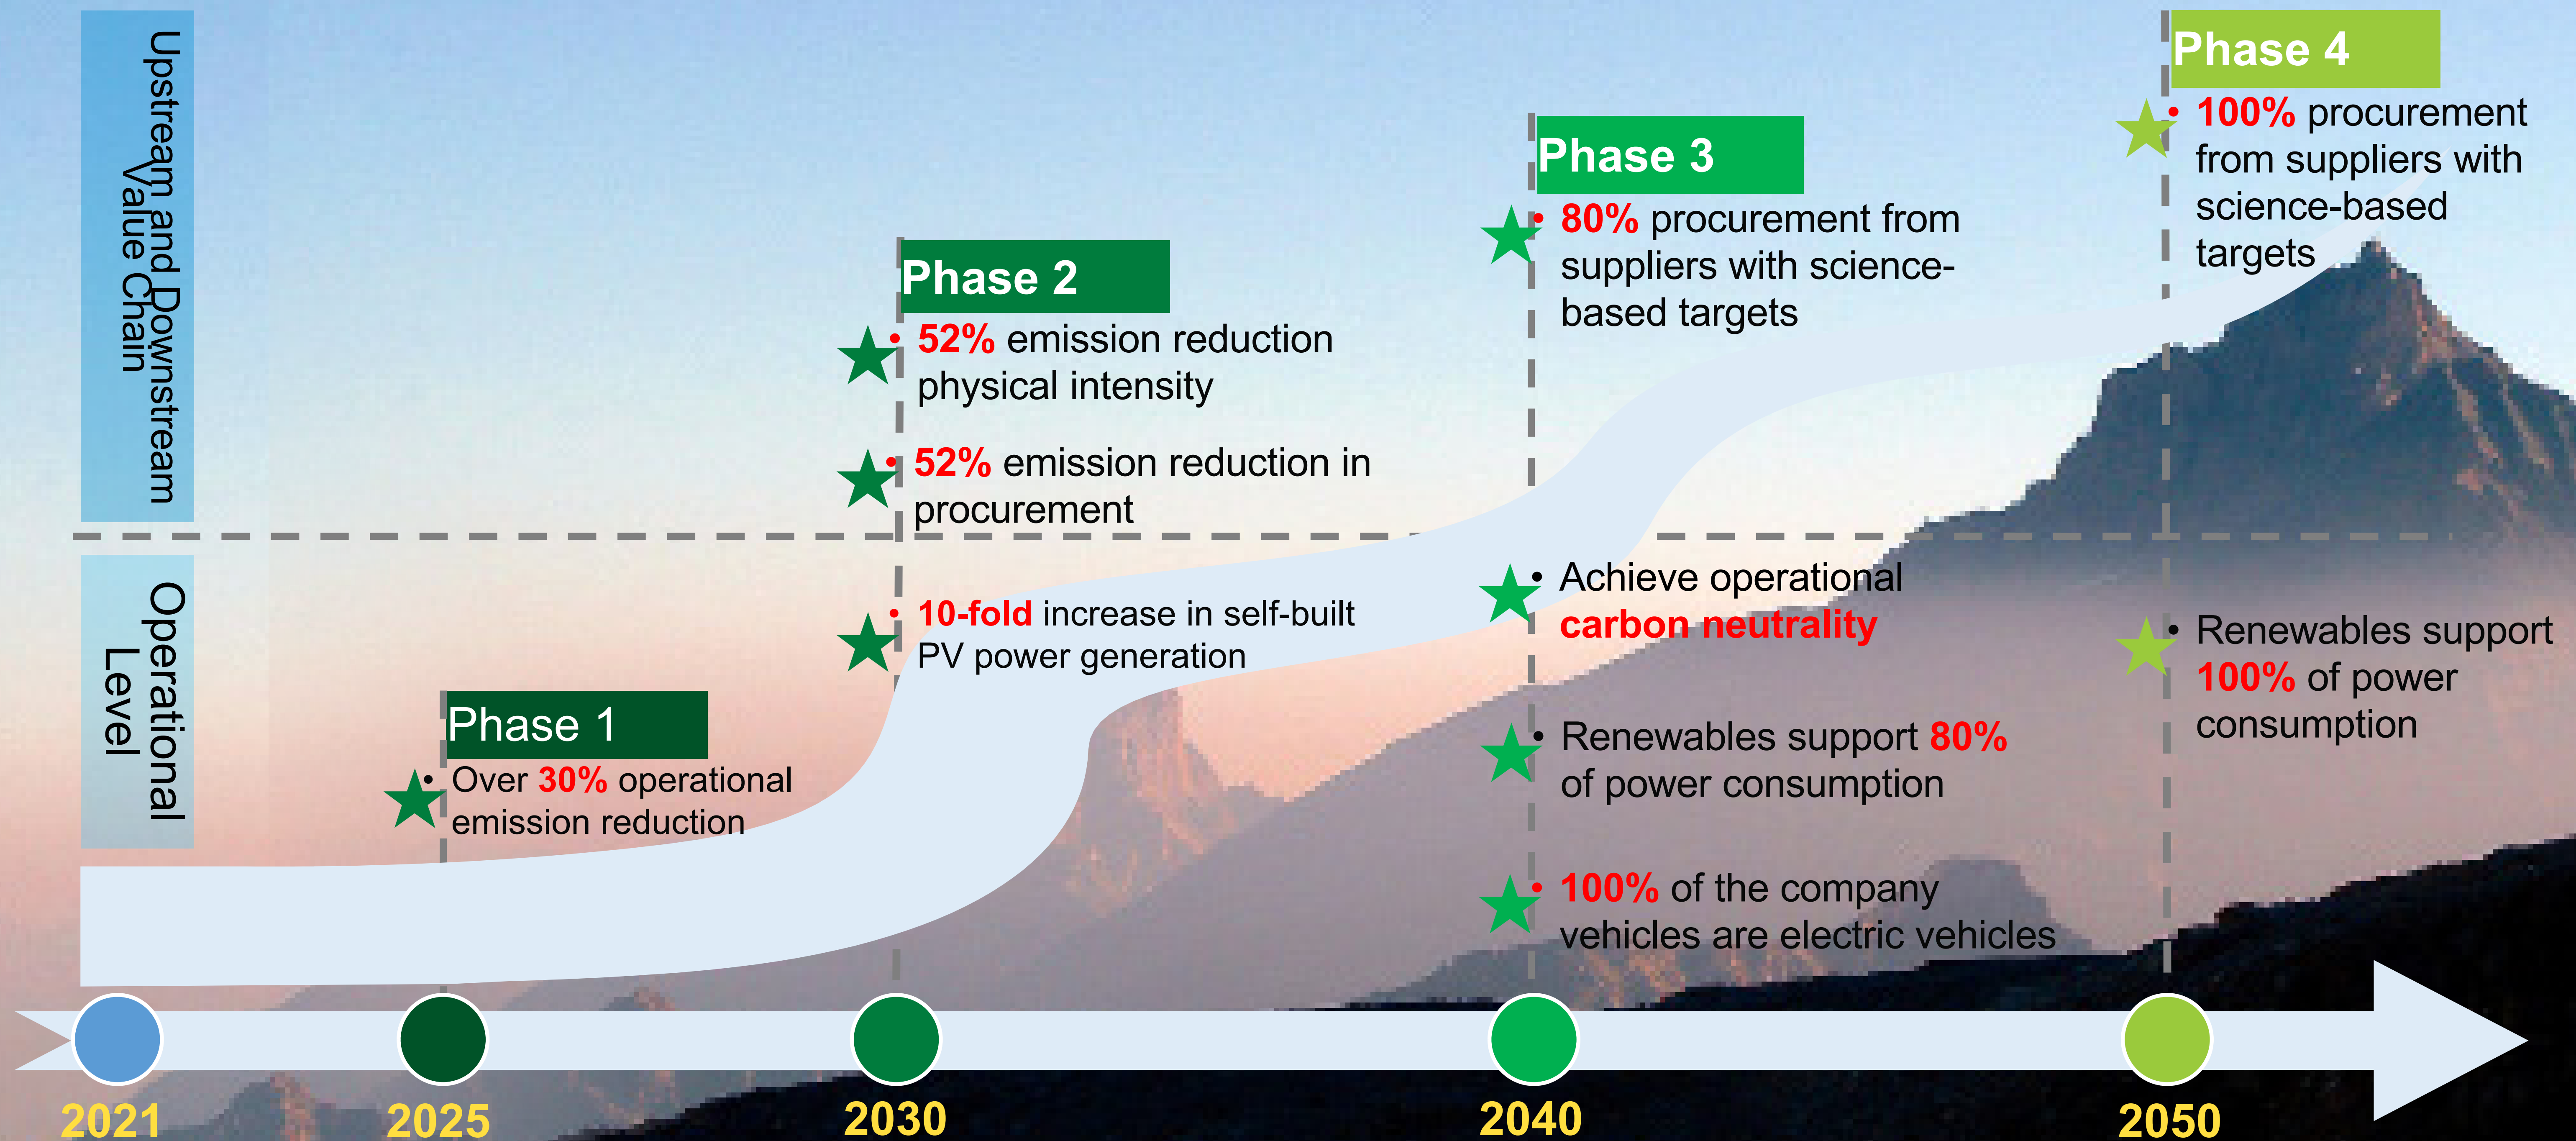 Upstream and Downstream
Value Chain
Operational
Level
Phase 1
• Over 30% operational
emission reduction
Phase 2
• 52% emission reduction
physical intensity
• 52% emission reduction in
procurement
• 10-fold increase in self-built
PV power generation
Phase 3
• 80% procurement from
suppliers with science-
based targets
• Achieve operational
carbon neutrality
• Renewables support 80%
of power consumption
• 100% of the company
vehicles are electric vehicles
Phase 4
• 100% procurement
from suppliers with
science-based
targets
• Renewables support
100% of power
consumption
2021
2025
2030
2040
2050